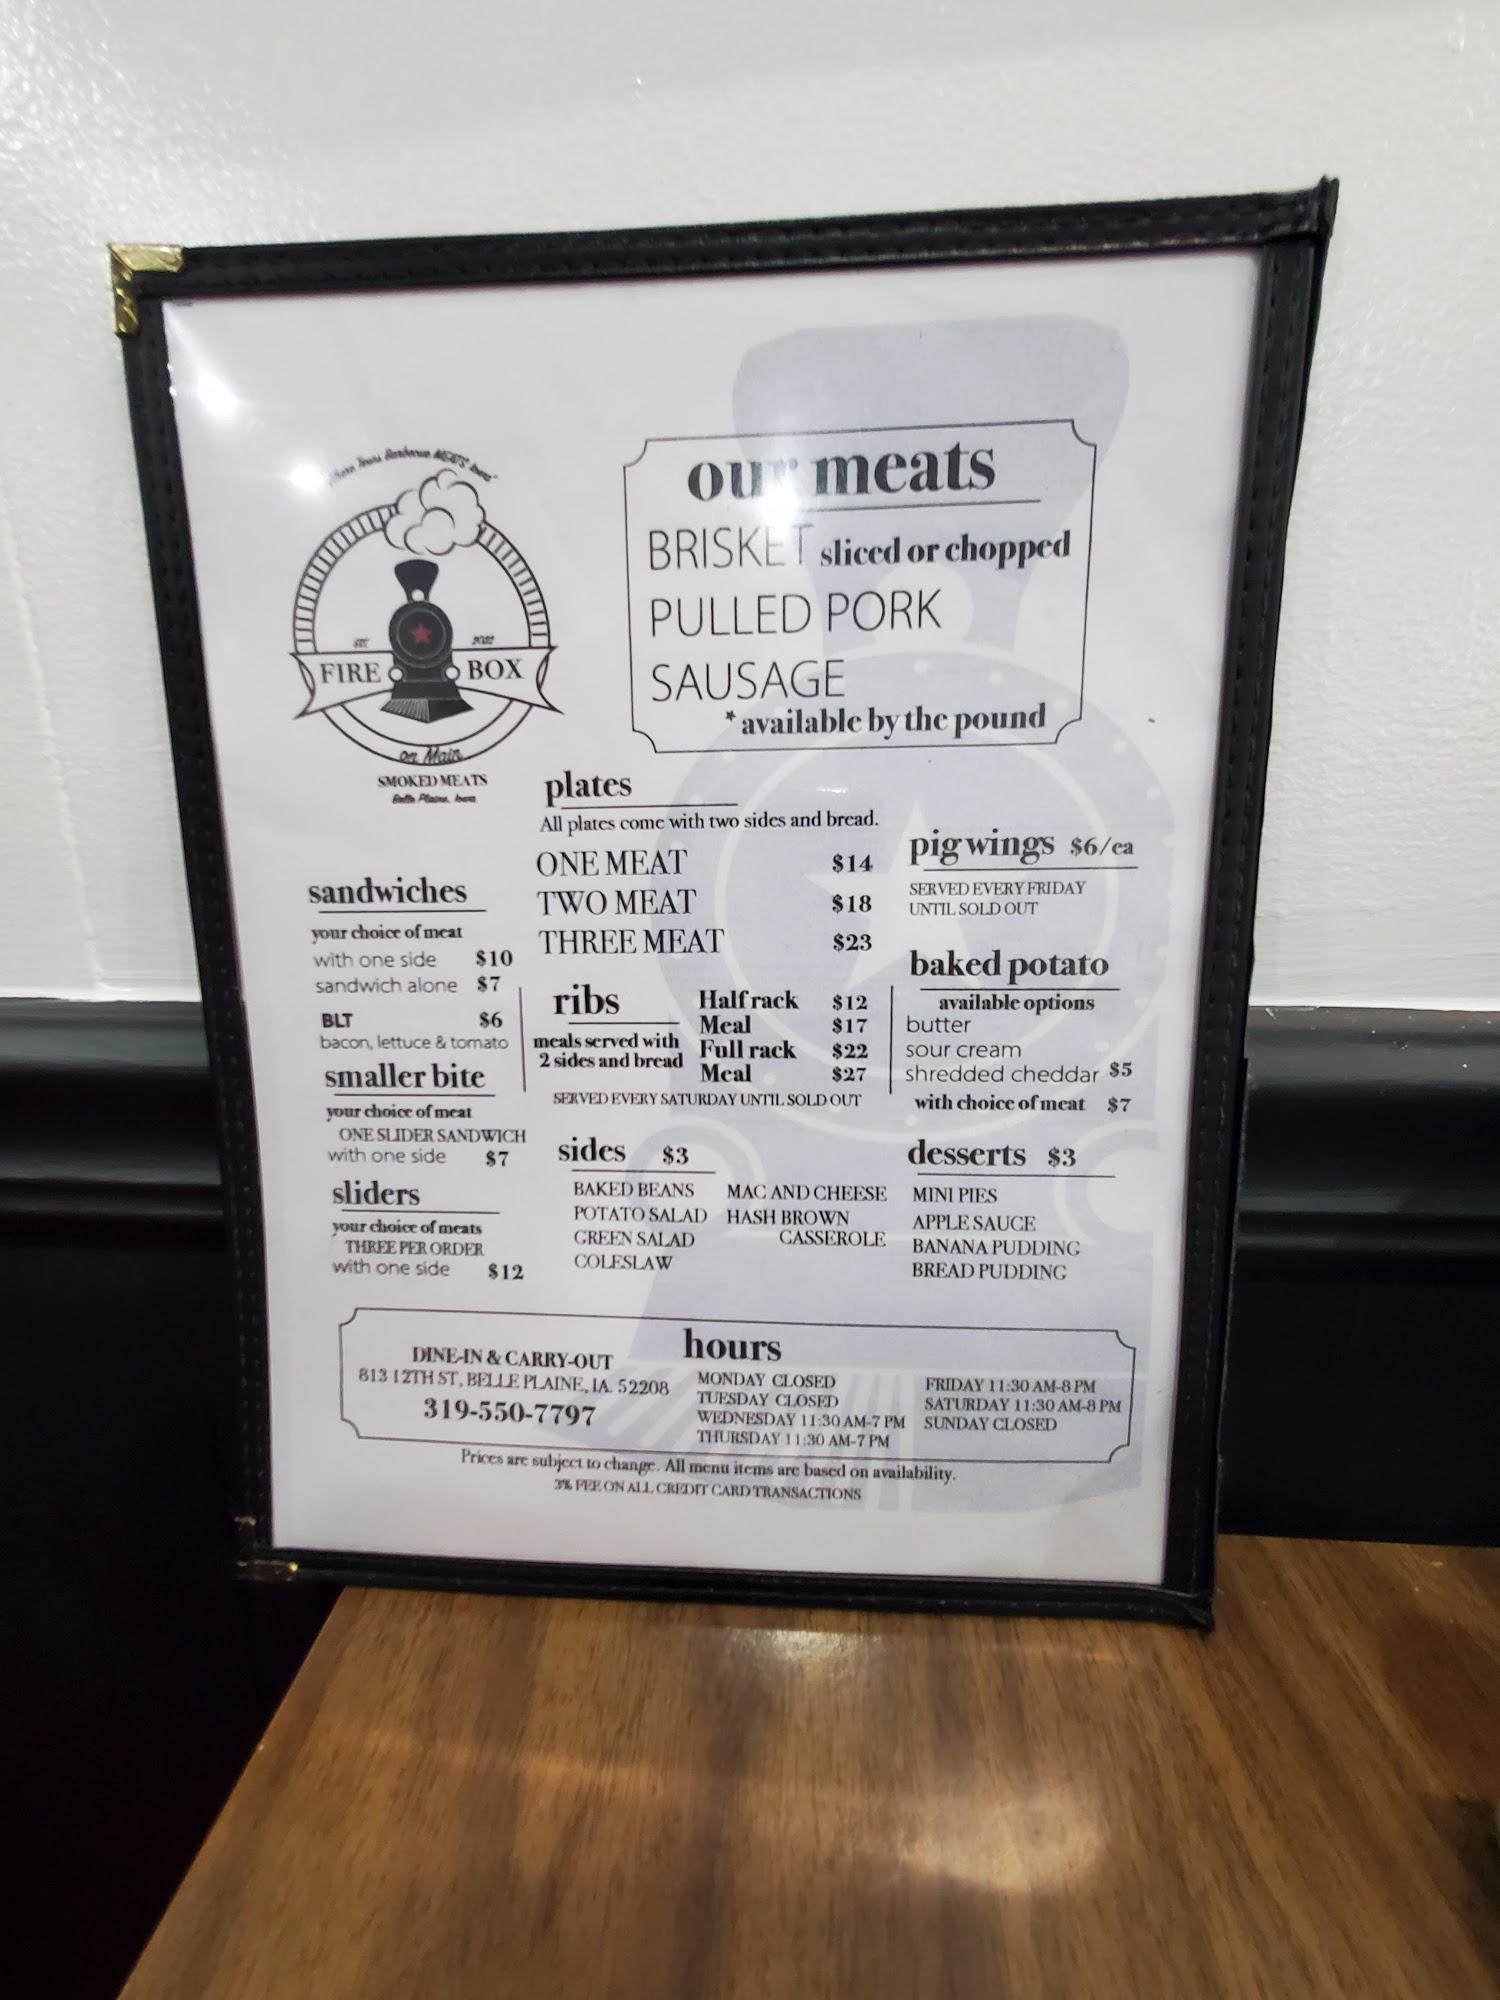 "Where Texas Barbecue MEATS Iowa"
EST. 2022
FIRE BOX
on Main
SMOKED MEATS
Belle Plaine, Iowa
our meats
BRISKET sliced or chopped
PULLED PORK
SAUSAGE
*available by the pound
plates
All plates come with two sides and bread.
ONE MEAT $14
TWO MEAT $18
THREE MEAT $23
pig wings $6/ea
SERVED EVERY FRIDAY
UNTIL SOLD OUT
sandwiches
your choice of meat
with one side $10
sandwich alone $7
BLT $6
bacon, lettuce & tomato
smaller bite
your choice of meat
ONE SLIDER SANDWICH
with one side $7
sliders
your choice of meats
THREE PER ORDER
with one side $12
ribs
meals served with
2 sides and bread
Half rack $12
Meal $17
Full rack $22
Meal $27
SERVED EVERY SATURDAY UNTIL SOLD OUT
baked potato
available options
butter
sour cream
shredded cheddar $5
with choice of meat $7
sides $3
BAKED BEANS
POTATO SALAD
GREEN SALAD
COLESLAW
MAC AND CHEESE
HASH BROWN
CASSEROLE
desserts $3
MINI PIES
APPLE SAUCE
BANANA PUDDING
BREAD PUDDING
DINE-IN & CARRY-OUT
813 12TH ST, BELLE PLAINE, IA. 52208
319-550-7797
hours
MONDAY CLOSED
TUESDAY CLOSED
WEDNESDAY 11:30 AM-7 PM
THURSDAY 11:30 AM-7 PM
FRIDAY 11:30 AM-8 PM
SATURDAY 11:30 AM-8 PM
SUNDAY CLOSED
Prices are subject to change. All menu items are based on availability.
3% FEE ON ALL CREDIT CARD TRANSACTIONS